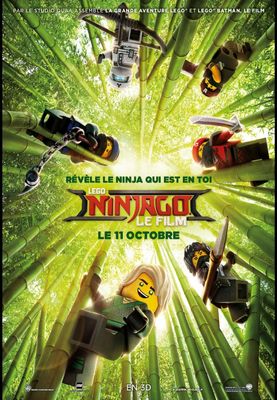 PAR LE STUDIO QUI A ASSEMBLÉ LA GRANDE AVENTURE LEGO® ET LEGO® BATMAN, LE FILM
RÉVÈLE LE NINJA QUI EST EN TOI
LEGO
NINJAGO
LE FILM
LE 11 OCTOBRE
EN 3D